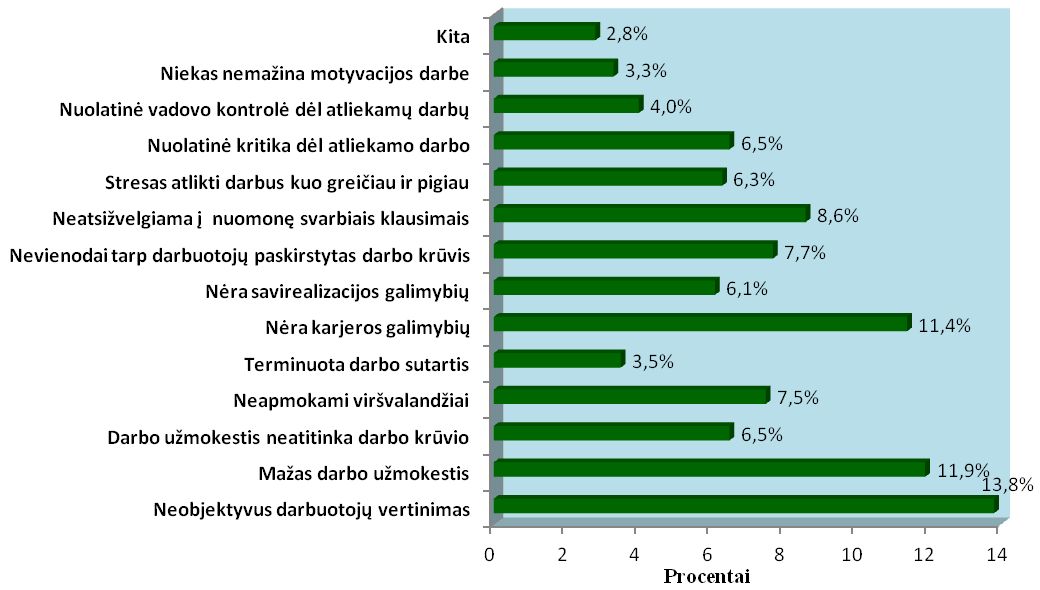 Kita 2,8%
Niekas nemažina motyvacijos darbe 3,3%
Nuolatinė vadovo kontrolė dėl atliekamų darbų 4,0%
Nuolatinė kritika dėl atliekamo darbo 6,5%
Stresas atlikti darbus kuo greičiau ir pigiau 6,3%
Neatsižvelgiama į nuomonę svarbiais klausimais 8,6%
Nevienodai tarp darbuotojų paskirstytas darbo krūvis 7,7%
Nėra savirealizacijos galimybių 6,1%
Nėra karjeros galimybių 11,4%
Terminuota darbo sutartis 3,5%
Neapmokami viršvalandžiai 7,5%
Darbo užmokestis neatitinka darbo krūvio 6,5%
Mažas darbo užmokestis 11,9%
Neobjektyvus darbuotojų vertinimas 13,8%
0 2 4 6 8 10 12 14
Procentai